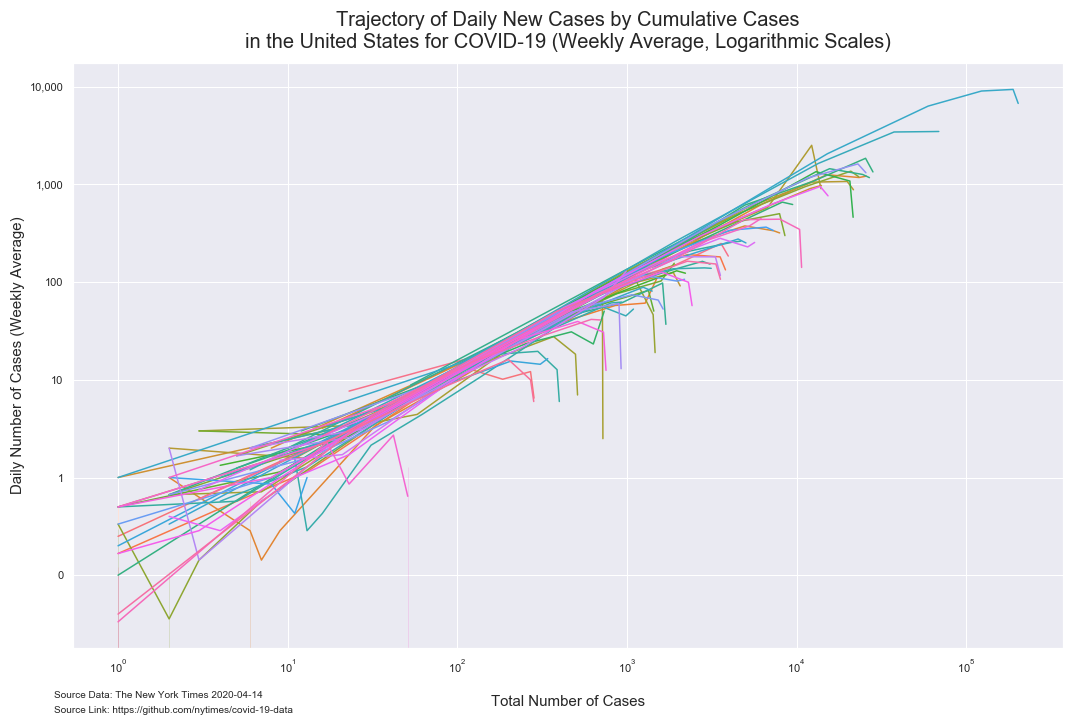 Trajectory of Daily New Cases by Cumulative Cases
in the United States for COVID-19 (Weekly Average, Logarithmic Scales)
Daily Number of Cases (Weekly Average)
10,000
1,000
100
10
1
0
10⁰ 10¹ 10² 10³ 10⁴ 10⁵
Total Number of Cases
Source Data: The New York Times 2020-04-14
Source Link: https://github.com/nytimes/covid-19-data